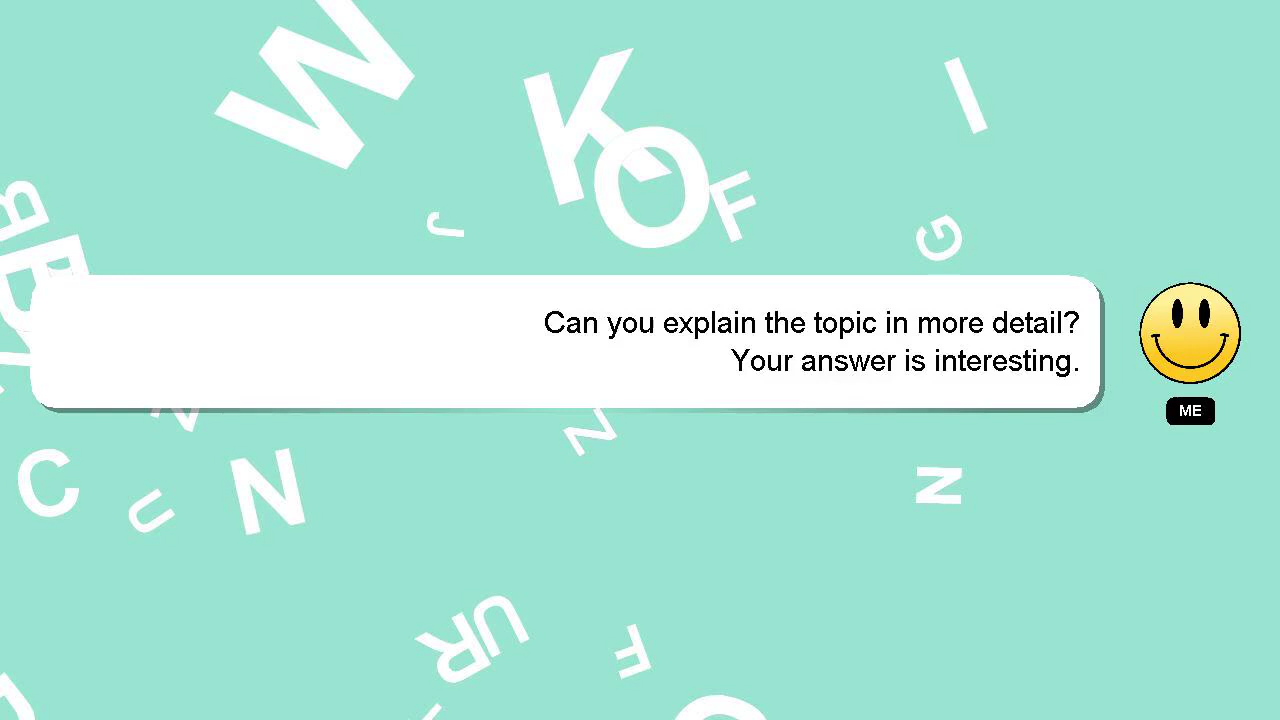 W
K
O
F
I
J
G
R
E
Can you explain the topic in more detail?
Your answer is interesting.
ME
Z
N
C
U
N
N
U
R
F